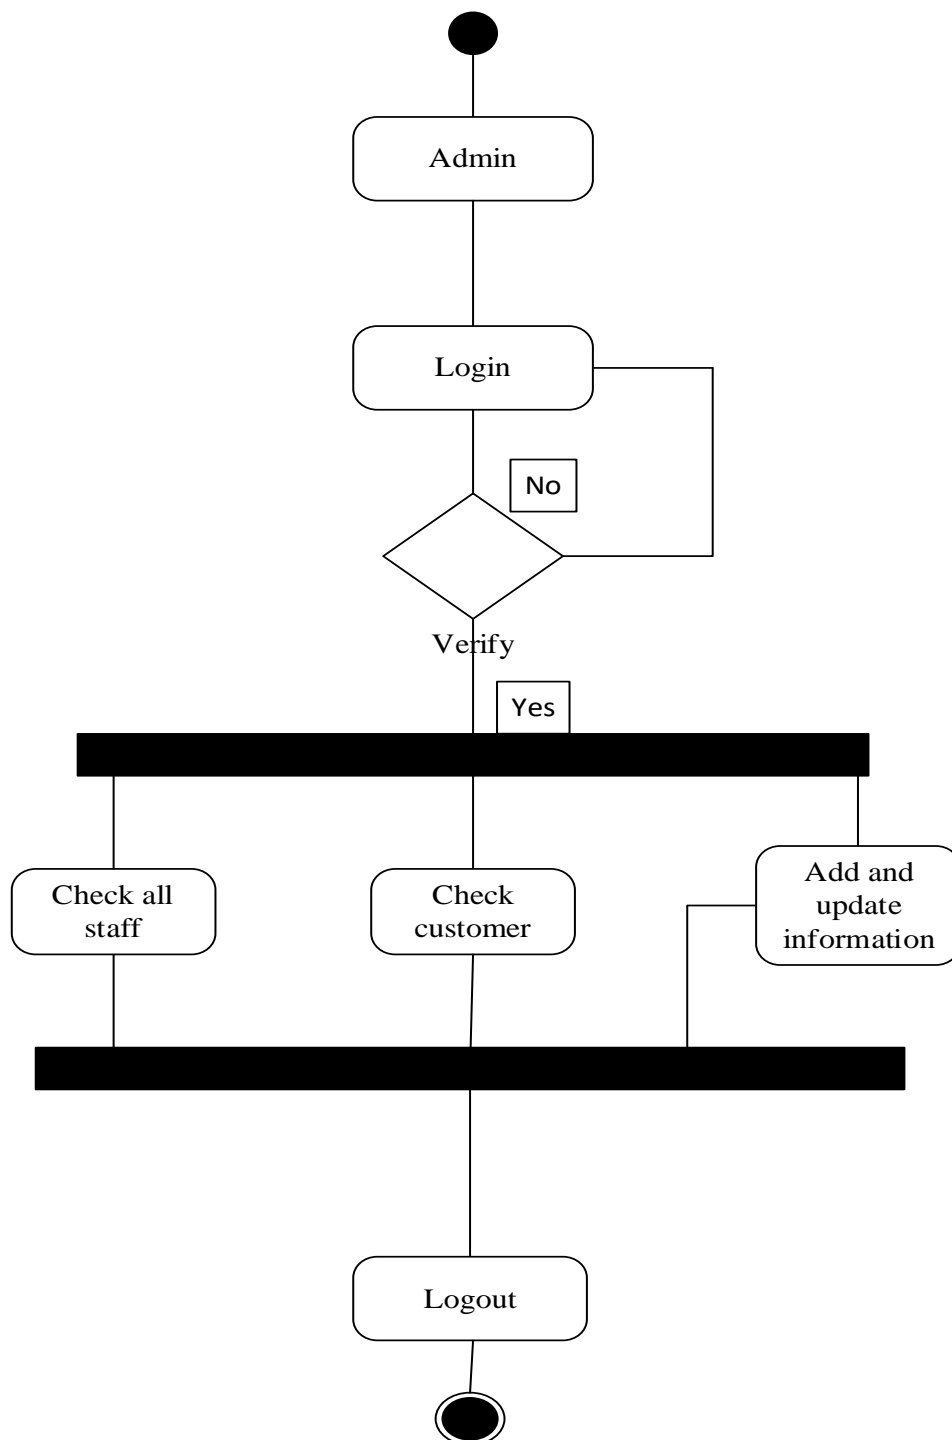 Admin
Login
No
Verify
Yes
Check all
staff
Check
customer
Add and
update
information
Logout